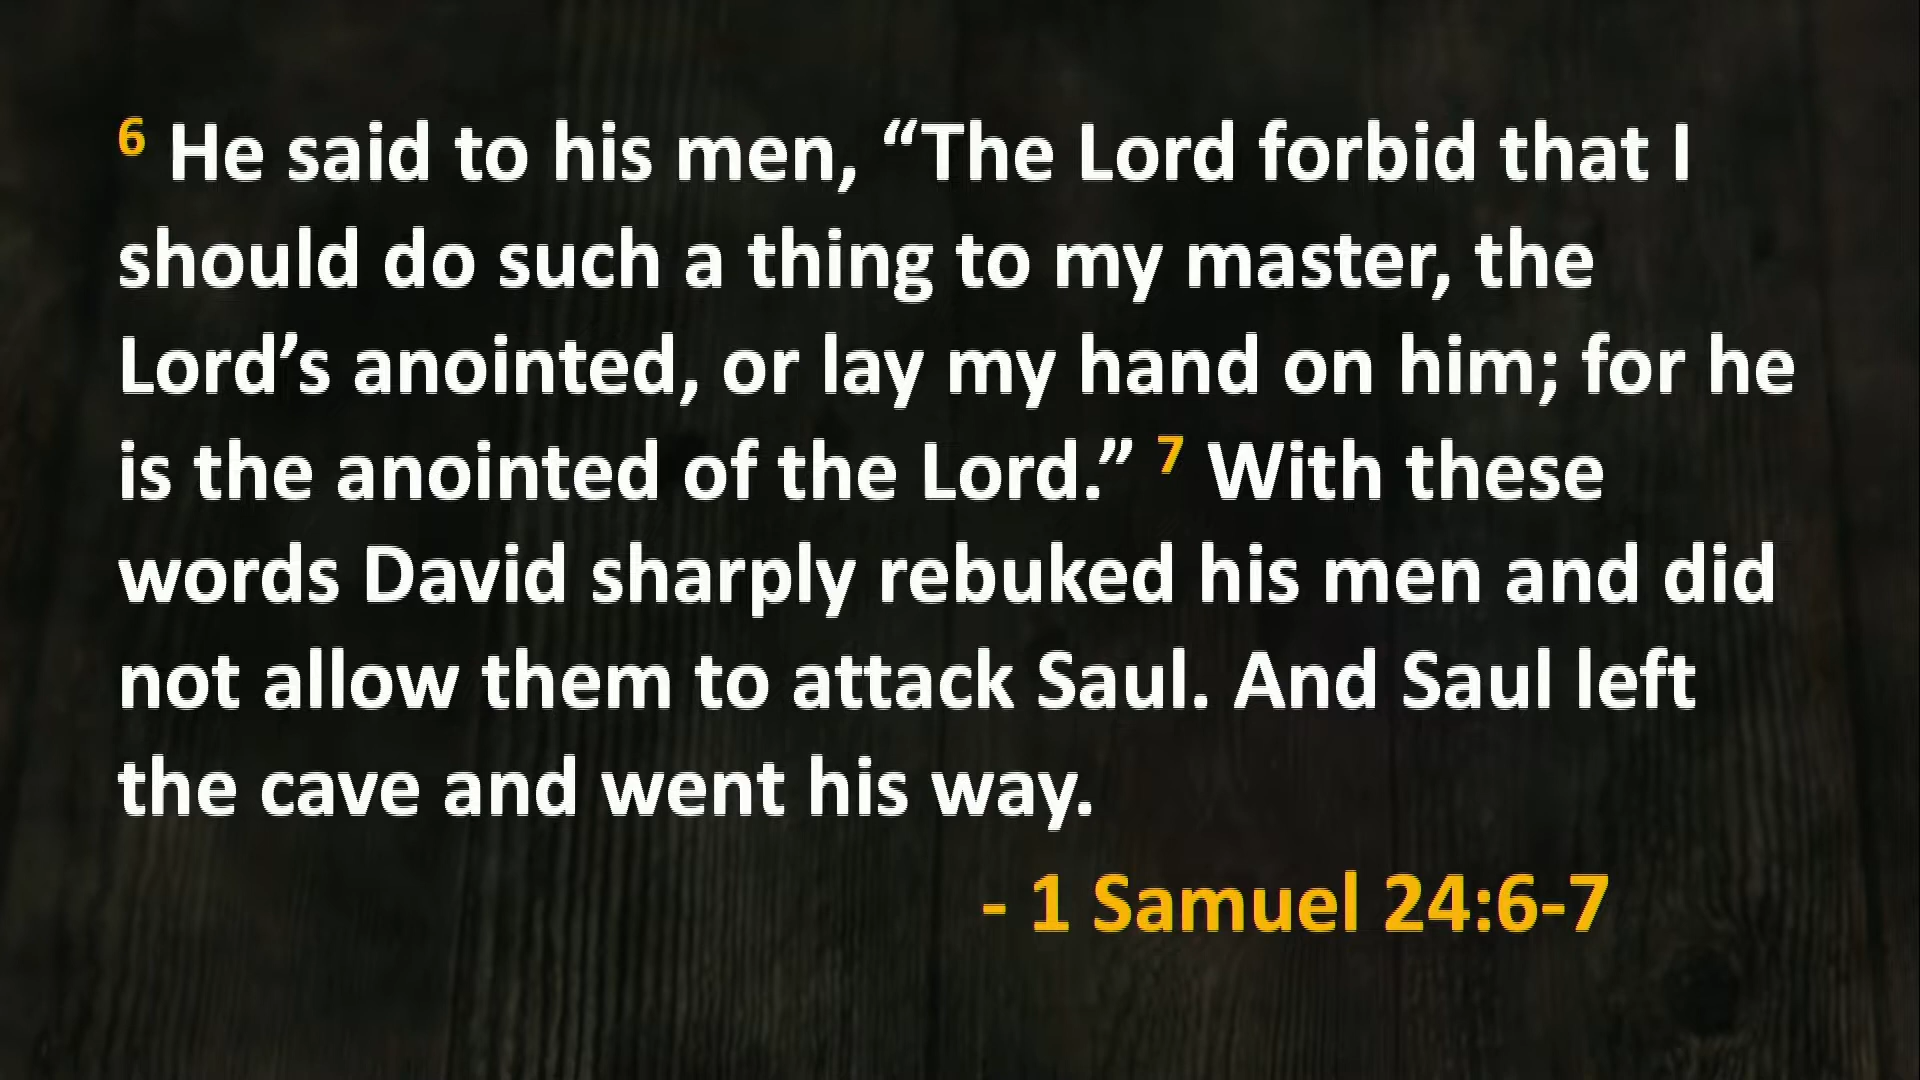 6 He said to his men, “The Lord forbid that I
should do such a thing to my master, the
Lord’s anointed, or lay my hand on him; for he
is the anointed of the Lord.” 7 With these
words David sharply rebuked his men and did
not allow them to attack Saul. And Saul left
the cave and went his way.
- 1 Samuel 24:6-7